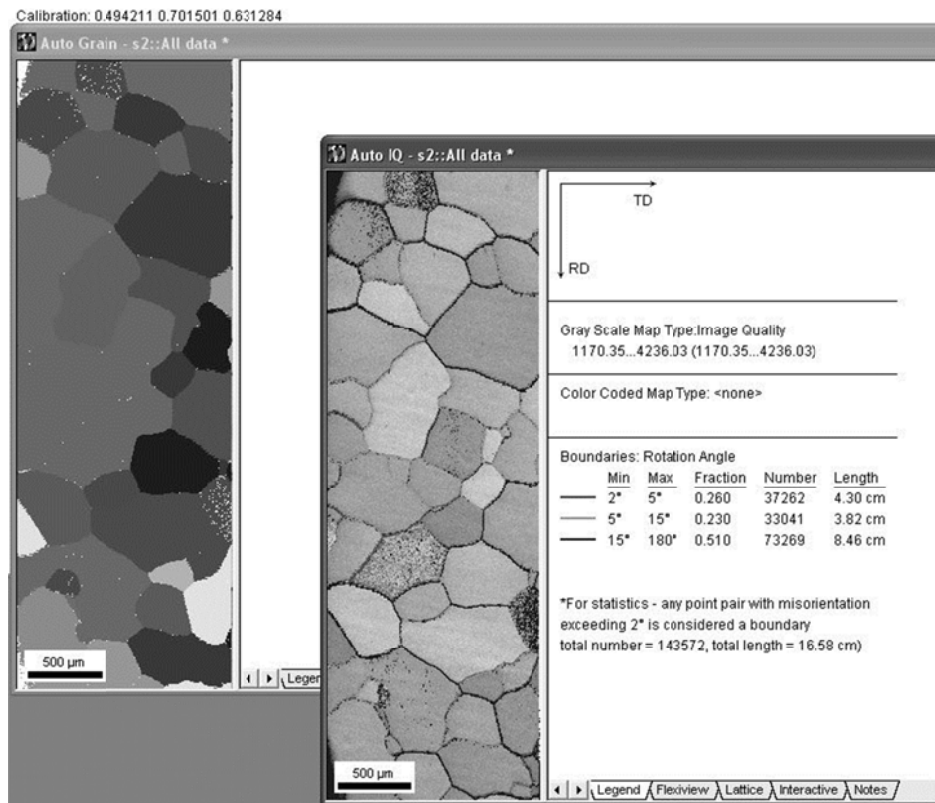 Calibration: 0.494211 0.701501 0.631284
Auto Grain - s2::All data *
500 µm
Legen
Auto IQ - s2::All data *
TD
RD
Gray Scale Map Type:Image Quality
1170.35...4236.03 (1170.35...4236.03)
Color Coded Map Type: <none>
Boundaries: Rotation Angle
Min Max Fraction Number Length
2° 5° 0.260 37262 4.30 cm
5° 15° 0.230 33041 3.82 cm
15° 180° 0.510 73269 8.46 cm
*For statistics - any point pair with misorientation
exceeding 2° is considered a boundary
total number = 143572, total length = 16.58 cm)
500 µm
Legend Flexiview Lattice Interactive Notes